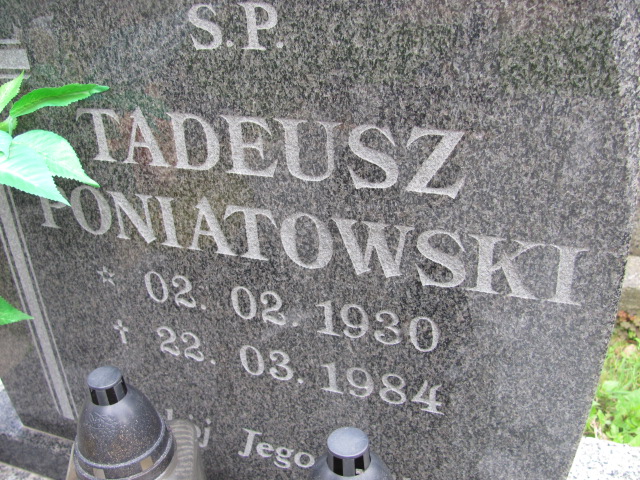 S.P.
TADEUSZ
PONIATOWSKI
* 02. 02. 1930
† 22. 03. 1984
Jego